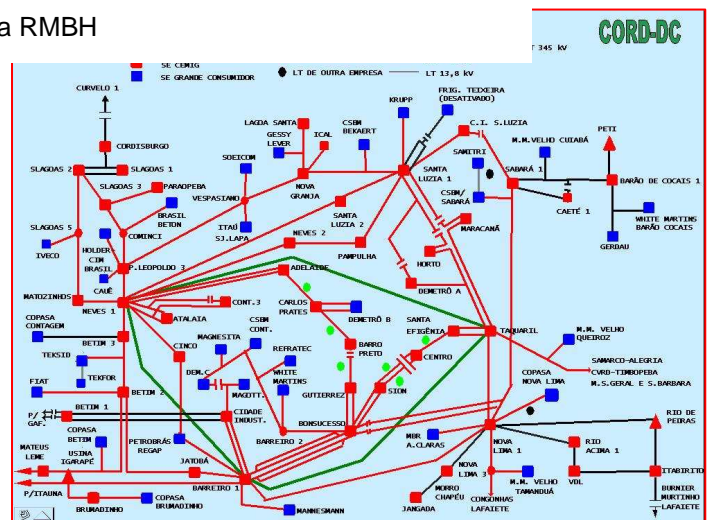 a RMBH
CORD-DC
LT 345 kV
SE CEMIG
SE GRANDE CONSUMIDOR
LT DE OUTRA EMPRESA
LT 13,8 kV
CURVELO 1
CORDISBURGO
SLAGOAS 2
SLAGOAS 1
SLAGOAS 3
PARAOPEBA
SLAGOAS 5
IVECO
BRASIL
BETON
COMINCI
HOLDER-
CIM
BRASIL
CAUÊ
P.LEOPOLDO 3
MATOZINHOS
NEVES 1
LAGOA SANTA
GESSY
LEVER
ICAL
CSBM
BEKAERT
SOEICOM
VESPASIANO
NOVA
GRANJA
ITAÚ
SJ.LAPA
SANTA
LUZIA 2
NEVES 2
PAMPULHA
KRUPP
FRIG. TEIXEIRA
(DESATIVADO)
C.I. S.LUZIA
SANTA
LUZIA 1
SAMITRI
CSBM/
SABARÁ
M.M.VELHO CUIABÁ
SABARÁ 1
PETI
BARÃO DE COCAIS 1
CAETÉ 1
WHITE MARTINS
BARÃO COCAIS
GERDAU
MARACANÃ
HORTO
DEMETRÔ A
ADELAIDE
CARLOS
PRATES
DEMETRÔ B
CONT.3
ATALAIA
COPASA
CONTAGEM
BETIM 3
TEKSID
TEKFOR
FIAT
BETIM 2
CINCO
MAGNESITA
CSBM
CONT.
DEM.C
MAGOTT.
REFRATEC
WHITE
MARTINS
BARRO
PRETO
SANTA
EFIGÊNIA
CENTRO
TAQUARIL
M.M. VELHO
QUEIROZ
SAMARCO-ALEGRIA
CVRD-TIMBOPEBA
M.S.GERAL E S.BARBARA
COPASA
NOVA LIMA
GUTIERREZ
SION
BONSUCESSO
BARREIRO 2
CIDADE
INDUST.
P/
GAF.
BETIM 1
COPASA
BETIM
USINA
IGARAPÉ
MATEUS
LEME
P/ITAUNA
BRUMADINHO
COPASA
BRUMADINHO
PETROBRÁS
REGAP
JATOBÁ
BARREIRO 1
MANNESMANN
MBR
A.CLARAS
NOVA
LIMA 1
NOVA
LIMA 3
MORRO
CHAPÉU
JANGADA
CONGONHAS
LAFAIETE
M.M. VELHO
TAMANDUÁ
RIO
ACIMA 1
VDL
RIO DE
PEIRAS
ITABIRITO
BURNIER
MURTINHO
LAFAIETE